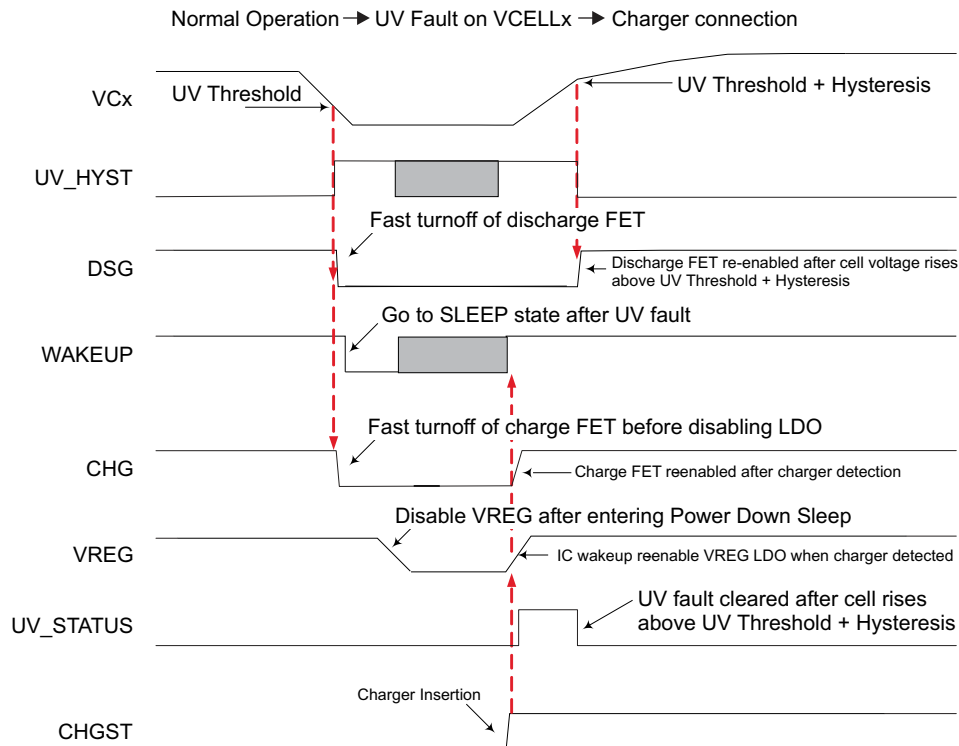 Normal Operation → UV Fault on VCELLx → Charger connection
VCx
UV Threshold
UV Threshold + Hysteresis
UV_HYST
Fast turnoff of discharge FET
DSG
Discharge FET re-enabled after cell voltage rises
above UV Threshold + Hysteresis
Go to SLEEP state after UV fault
WAKEUP
Fast turnoff of charge FET before disabling LDO
CHG
Charge FET reenabled after charger detection
Disable VREG after entering Power Down Sleep
VREG
IC wakeup reenable VREG LDO when charger detected
UV_STATUS
UV fault cleared after cell rises
above UV Threshold + Hysteresis
Charger Insertion
CHGST